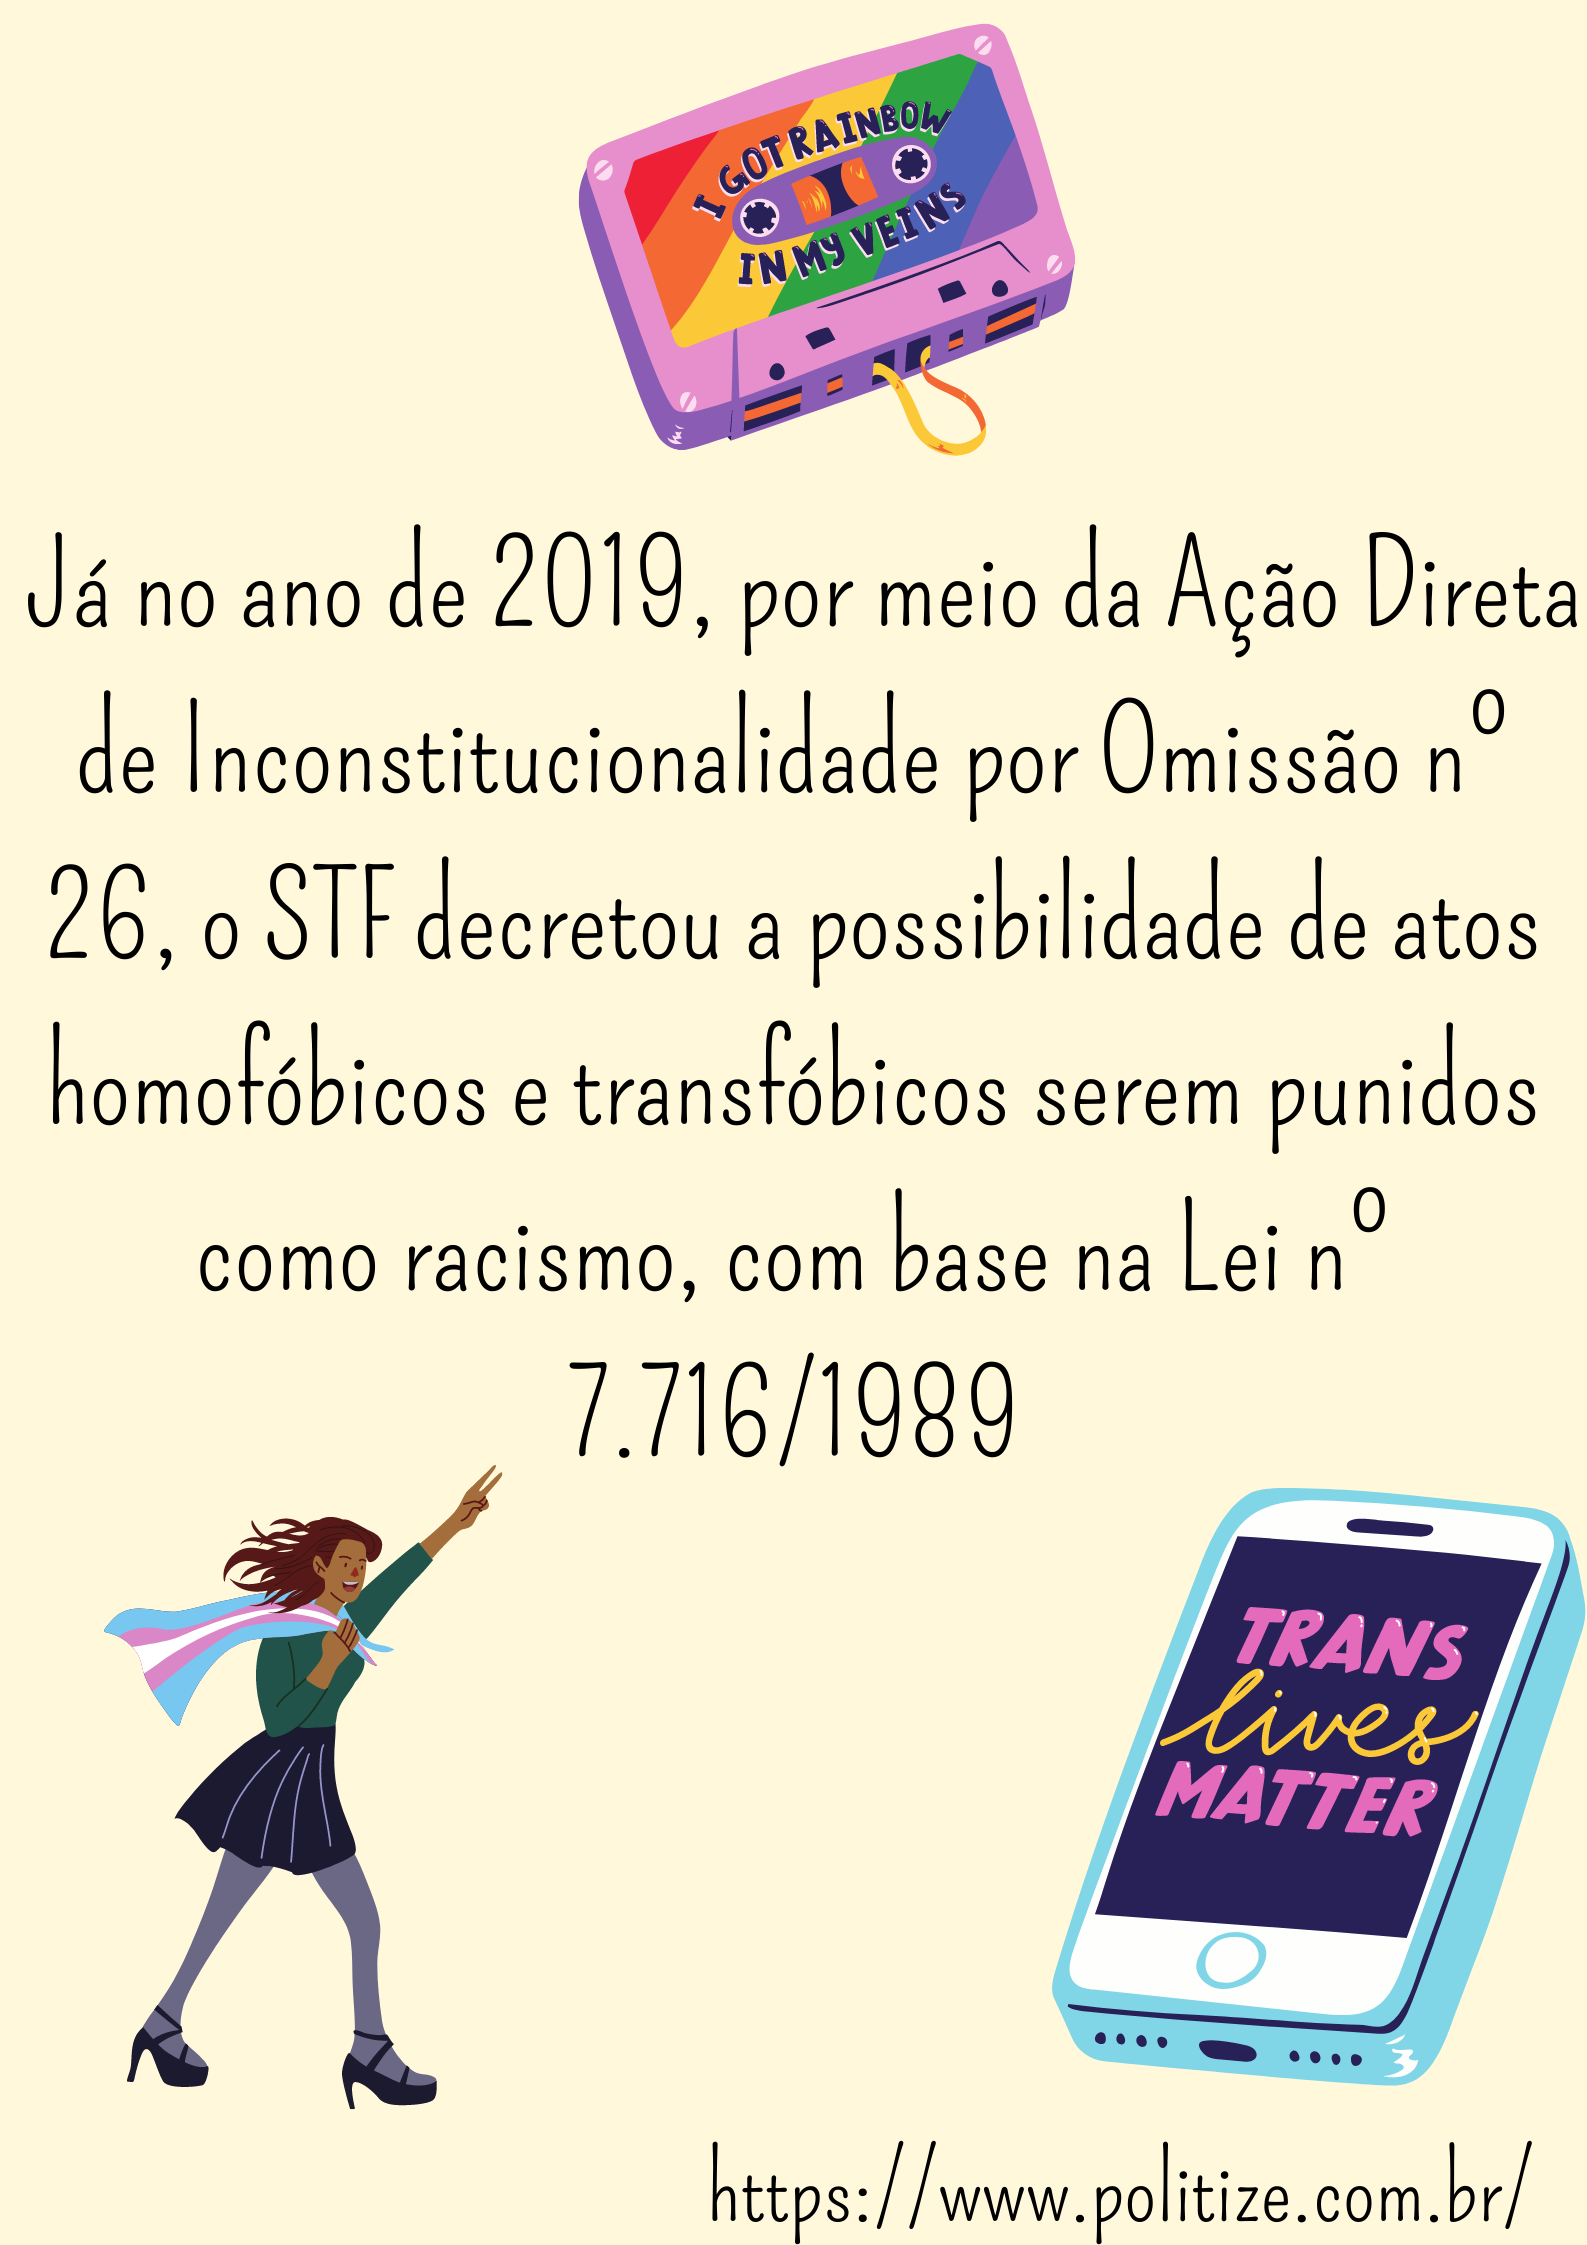 I GOT RAINBOW
IN MY VEINS
Já no ano de 2019, por meio da Ação Direta
de Inconstitucionalidade por Omissão nº
26, o STF decretou a possibilidade de atos
homofóbicos e transfóbicos serem punidos
como racismo, com base na Lei nº
7.716/1989
TRANS
lives
MATTER
https://www.politize.com.br/